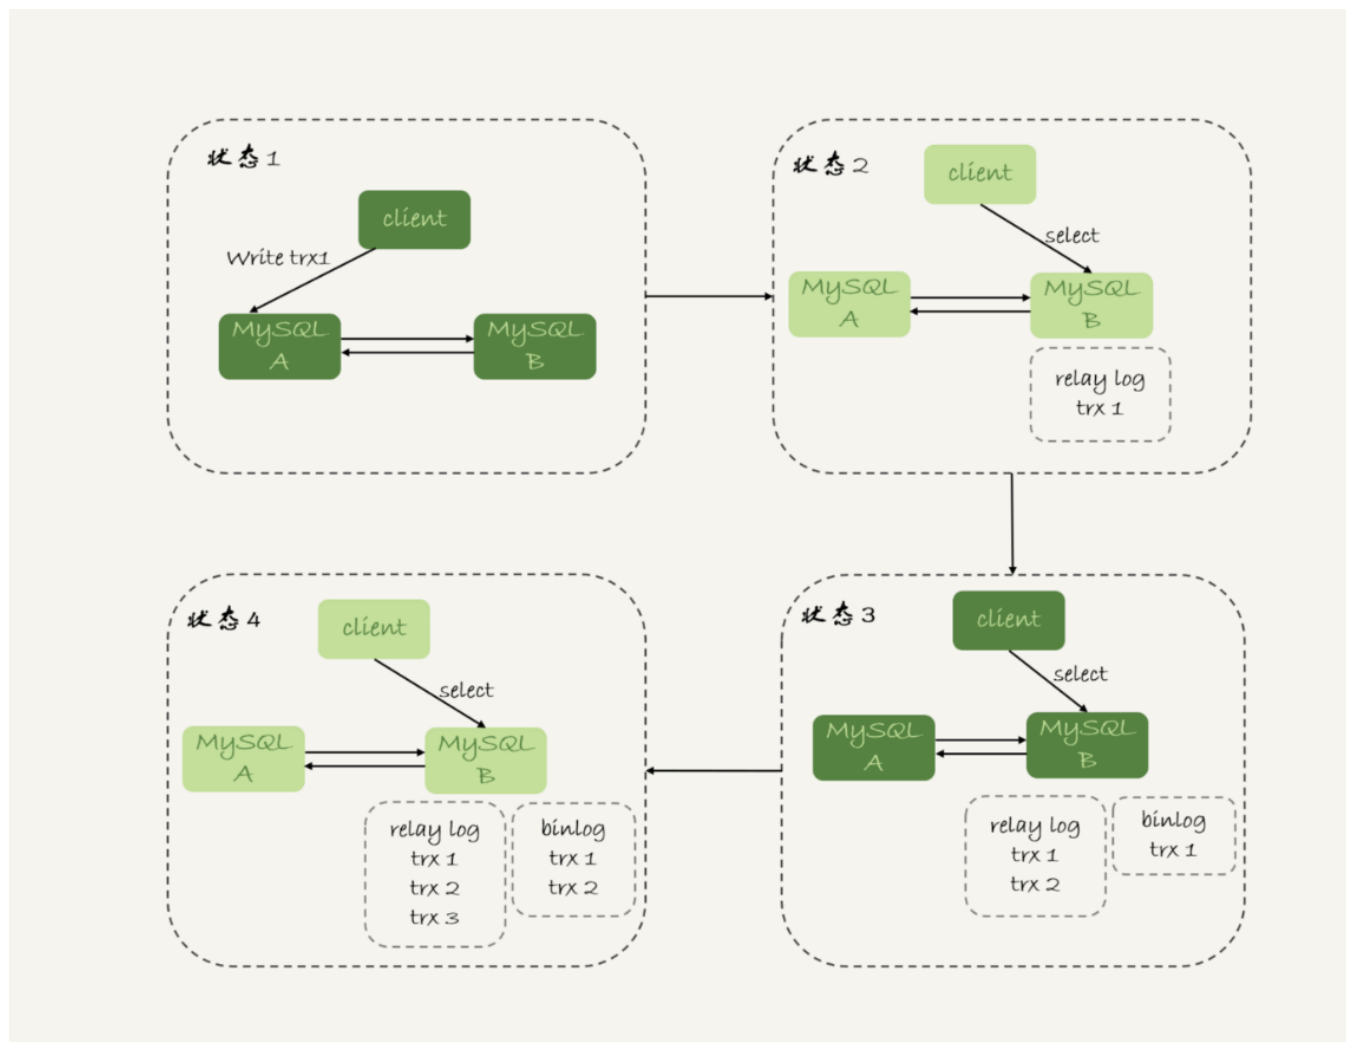 状态1
client
Write trx1
MySQL
A
MySQL
B
状态2
client
select
MySQL
A
MySQL
B
relay log
trx 1
状态3
client
select
MySQL
A
MySQL
B
relay log
trx 1
trx 2
binlog
trx 1
状态4
client
select
MySQL
A
MySQL
B
relay log
trx 1
trx 2
trx 3
binlog
trx 1
trx 2